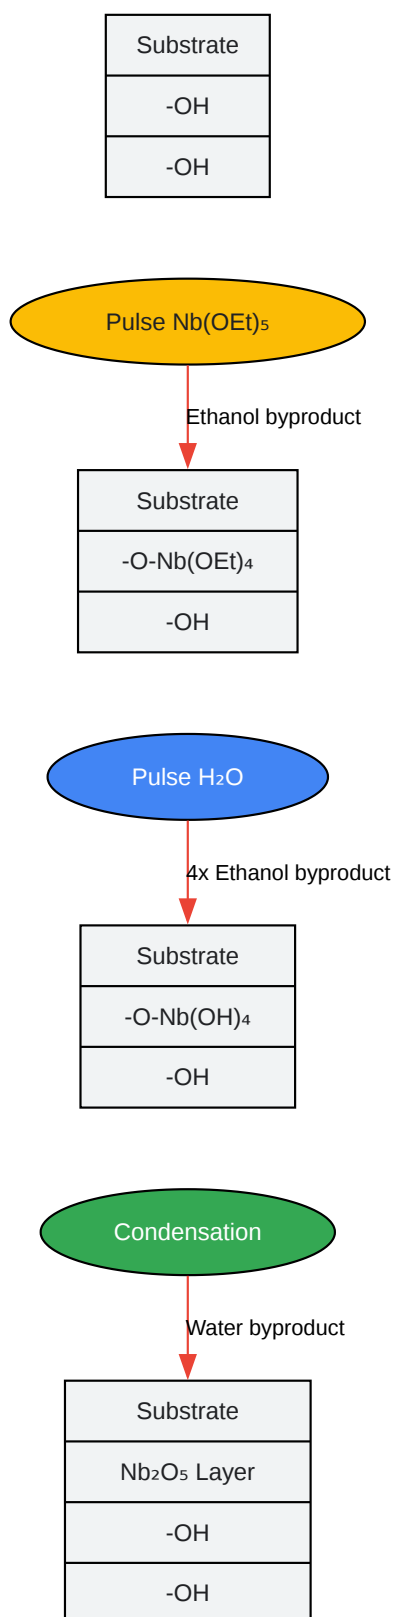 Substrate
-OH
-OH
Pulse Nb(OEt)₅
Ethanol byproduct
Substrate
-O-Nb(OEt)₄
-OH
Pulse H₂O
4x Ethanol byproduct
Substrate
-O-Nb(OH)₄
-OH
Condensation
Water byproduct
Substrate
Nb₂O₅ Layer
-OH
-OH